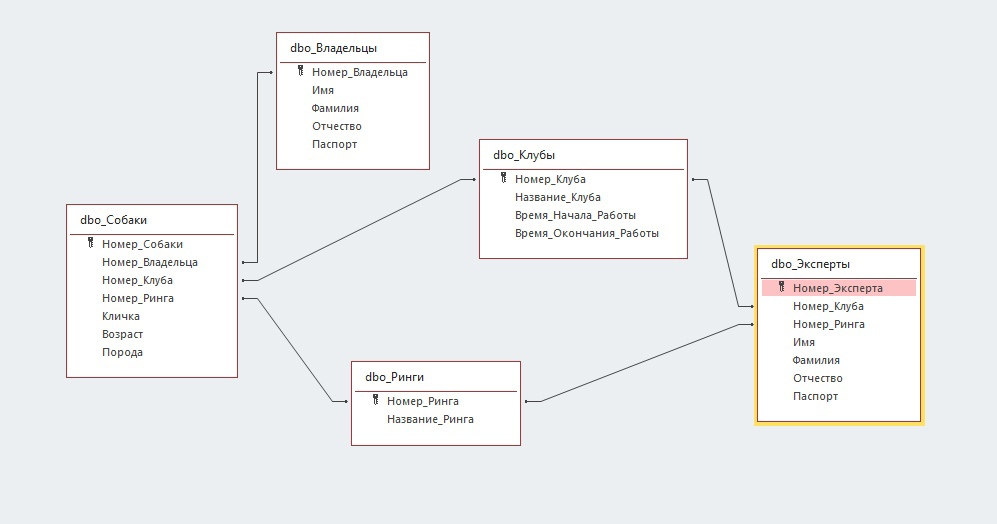 dbo_Владельцы
Номер_Владельца
Имя
Фамилия
Отчество
Паспорт
dbo_Клубы
Номер_Клуба
Название_Клуба
Время_Начала_Работы
Время_Окончания_Работы
dbo_Собаки
Номер_Собаки
Номер_Владельца
Номер_Клуба
Номер_Ринга
Кличка
Возраст
Порода
dbo_Эксперты
Номер_Эксперта
Номер_Клуба
Номер_Ринга
Имя
Фамилия
Отчество
Паспорт
dbo_Ринги
Номер_Ринга
Название_Ринга